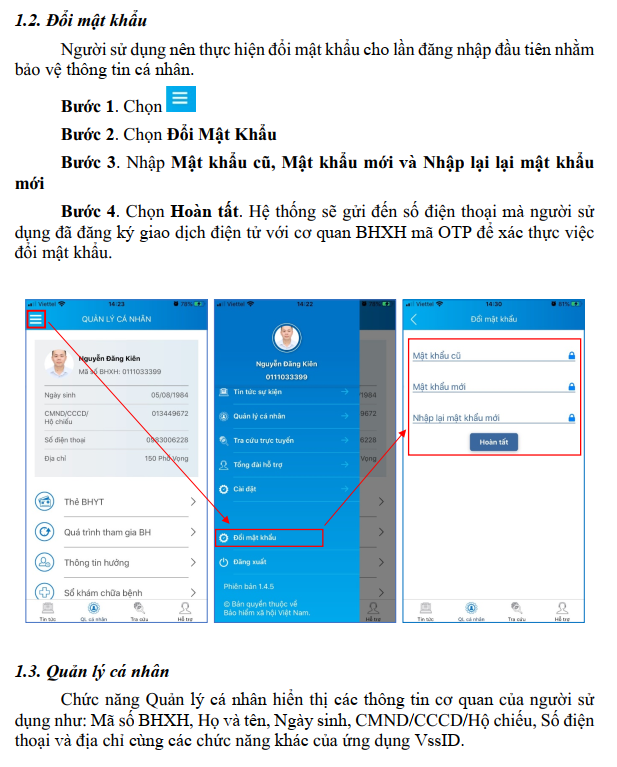 1.2. Đổi mật khẩu
Người sử dụng nên thực hiện đổi mật khẩu cho lần đăng nhập đầu tiên nhằm
bảo vệ thông tin cá nhân.
Bước 1. Chọn
Bước 2. Chọn Đổi Mật Khẩu
Bước 3. Nhập Mật khẩu cũ, Mật khẩu mới và Nhập lại lại mật khẩu
mới
Bước 4. Chọn Hoàn tất. Hệ thống sẽ gửi đến số điện thoại mà người sử
dụng đã đăng ký giao dịch điện tử với cơ quan BHXH mã OTP để xác thực việc
đổi mật khẩu.
Viettel 14:23 78%
QUẢN LÝ CÁ NHÂN
Nguyễn Đăng Kiên
Mã số BHXH: 0111033399
Ngày sinh 05/08/1984
CMND/CCCD/ 013449672
Hộ chiếu
Số điện thoại 0983006228
Địa chỉ 150 Phố Vọng
Thẻ BHYT
Quá trình tham gia BH
Thông tin hưởng
Sổ khám chữa bệnh
Tin tức QL cá nhân Tra cứu Hỗ trợ
Viettel 14:22 78%
Nguyễn Đăng Kiên
0111033399
Tin tức sự kiện
/1984
Quản lý cá nhân
9672
Tra cứu trực tuyến
6228
Tổng đài hỗ trợ
Vọng
Cài đặt
Đổi mật khẩu
Đăng xuất
Phiên bản 1.4.5
© Bản quyền thuộc về
Bảo hiểm xã hội Việt Nam.
Hỗ trợ
Viettel 14:30 81%
Đổi mật khẩu
Mật khẩu cũ
Mật khẩu mới
Nhập lại mật khẩu mới
Hoàn tất
Tin tức QL cá nhân Tra cứu Hỗ trợ
1.3. Quản lý cá nhân
Chức năng Quản lý cá nhân hiển thị các thông tin cơ quan của người sử
dụng như: Mã số BHXH, Họ và tên, Ngày sinh, CMND/CCCD/Hộ chiếu, Số điện
thoại và địa chỉ cùng các chức năng khác của ứng dụng VssID.